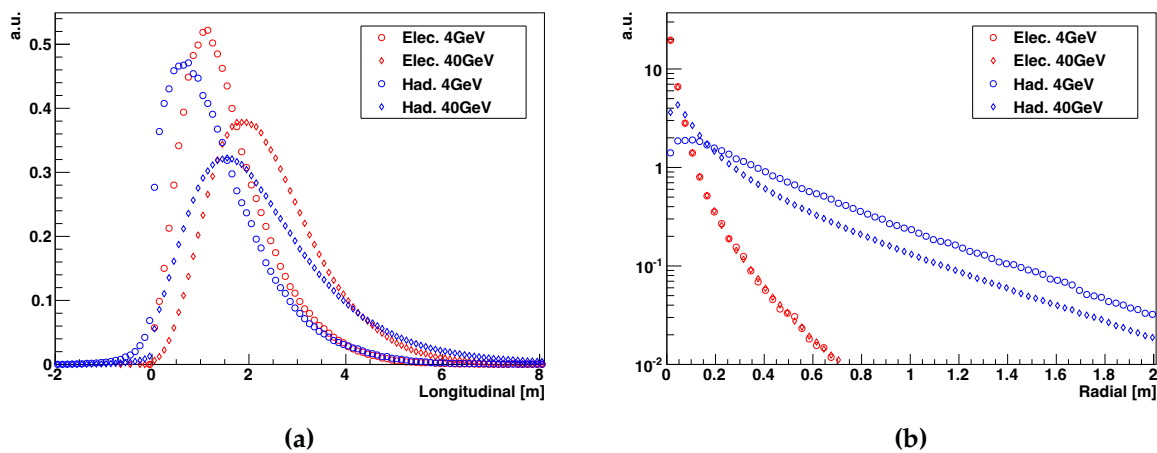 a.u.
0.5
0.4
0.3
0.2
0.1
0
-2
0
2
4
6
8
Longitudinal [m]
Elec. 4GeV
Elec. 40GeV
Had. 4GeV
Had. 40GeV
(a)
a.u.
10
1
10-1
10-2
0
0.2
0.4
0.6
0.8
1
1.2
1.4
1.6
1.8
2
Radial [m]
Elec. 4GeV
Elec. 40GeV
Had. 4GeV
Had. 40GeV
(b)